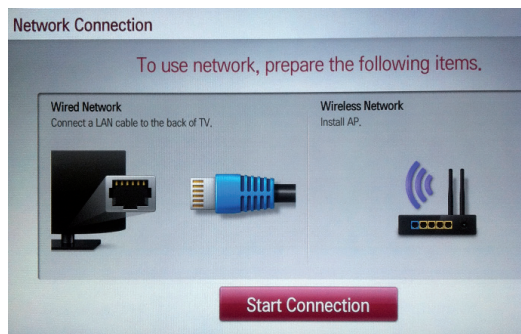 Network Connection
To use network, prepare the following items.
Wired Network
Connect a LAN cable to the back of TV.
Wireless Network
Install AP.
Start Connection